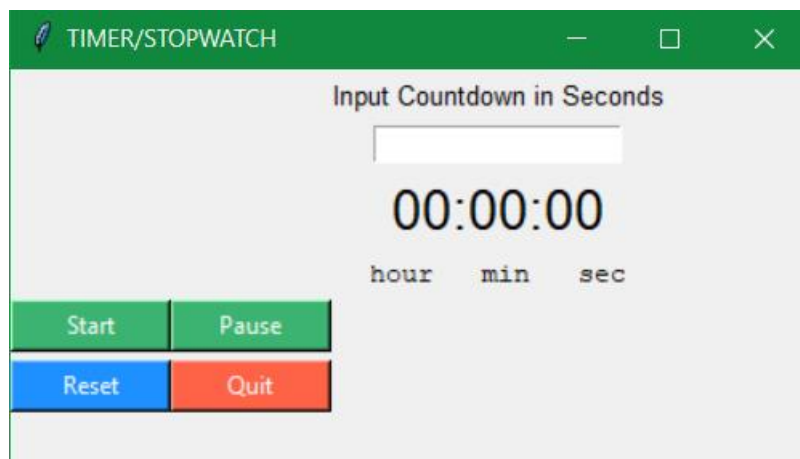 TIMER/STOPWATCH
Input Countdown in Seconds
00:00:00
hour min sec
Start Pause
Reset Quit